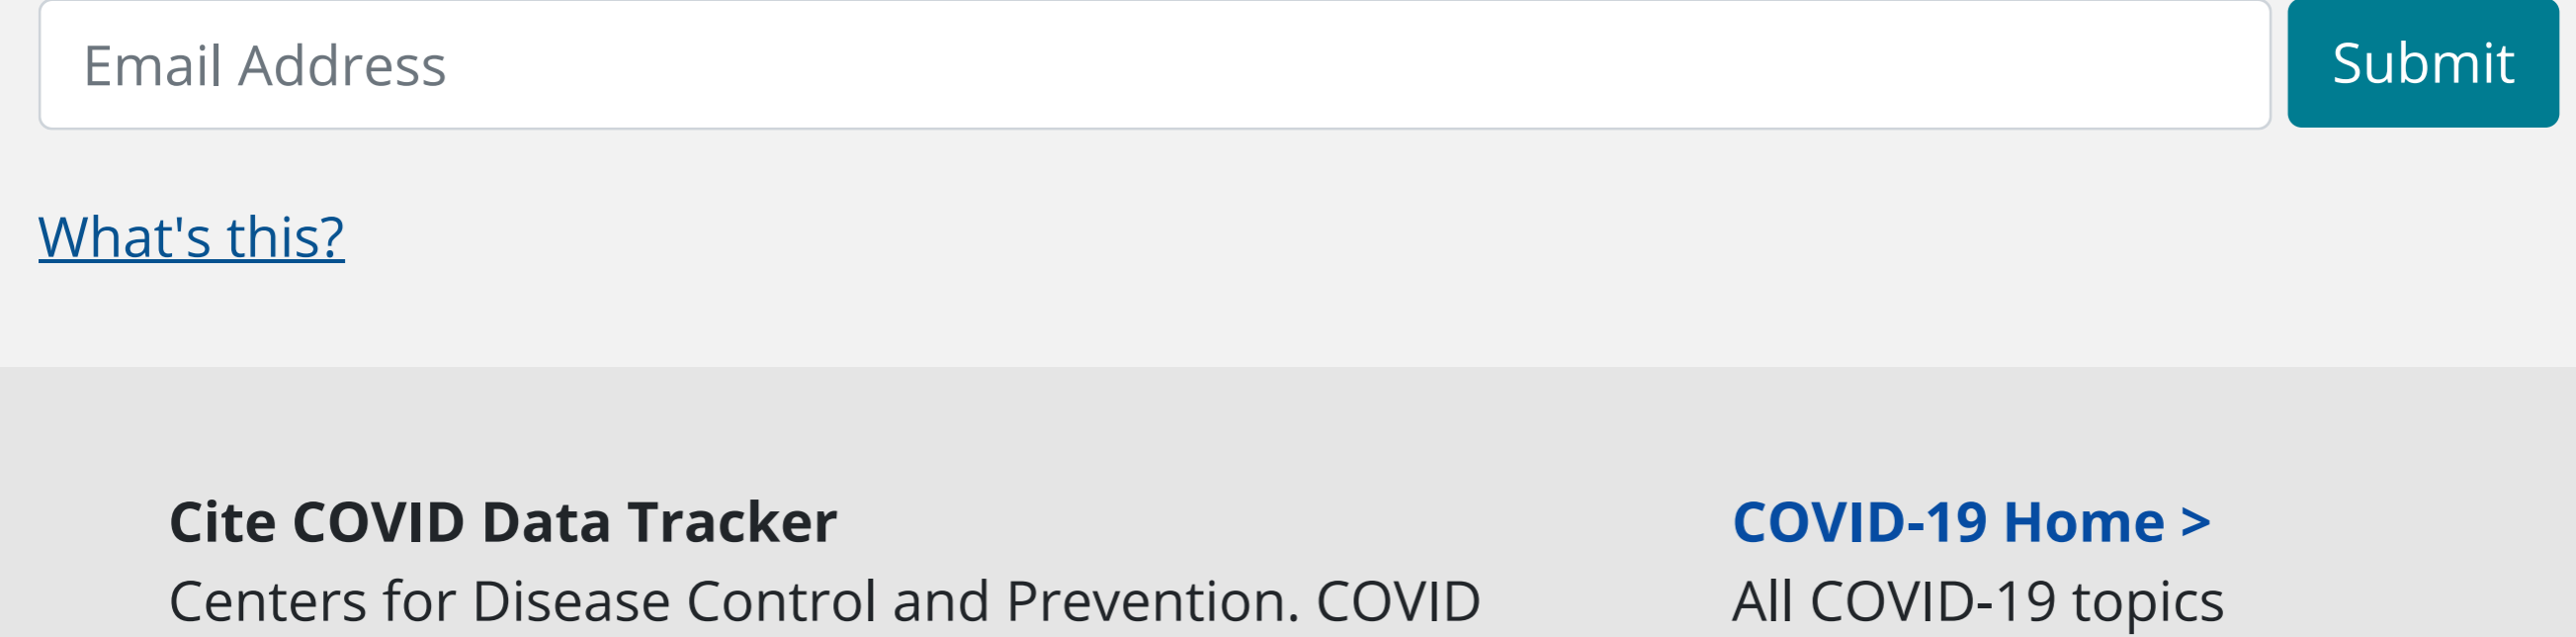 Email Address
Submit
What's this?
Cite COVID Data Tracker
Centers for Disease Control and Prevention. COVID
COVID-19 Home >
All COVID-19 topics